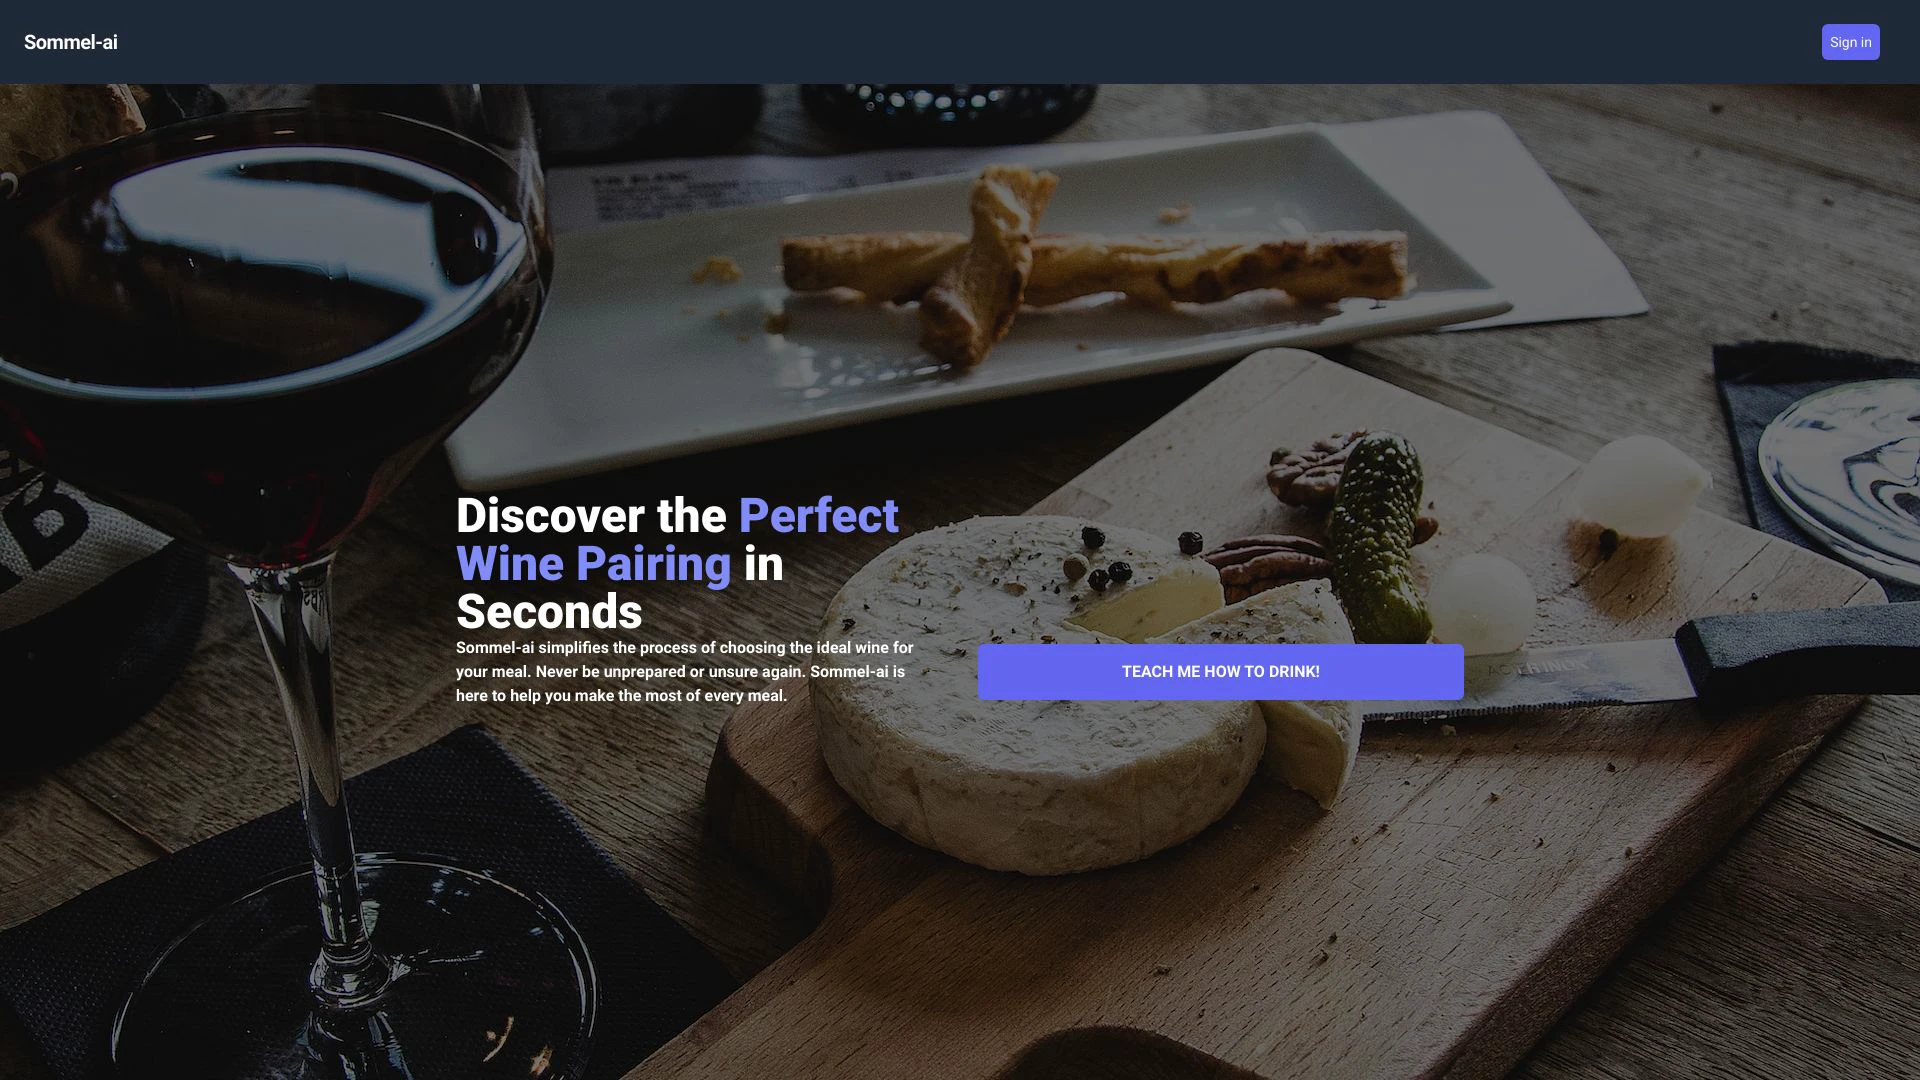 Sommel-ai
Sign in
VIN BLANC
Discover the Perfect
Wine Pairing in
Seconds
Sommel-ai simplifies the process of choosing the ideal wine for
your meal. Never be unprepared or unsure again. Sommel-ai is
here to help you make the most of every meal.
TEACH ME HOW TO DRINK!